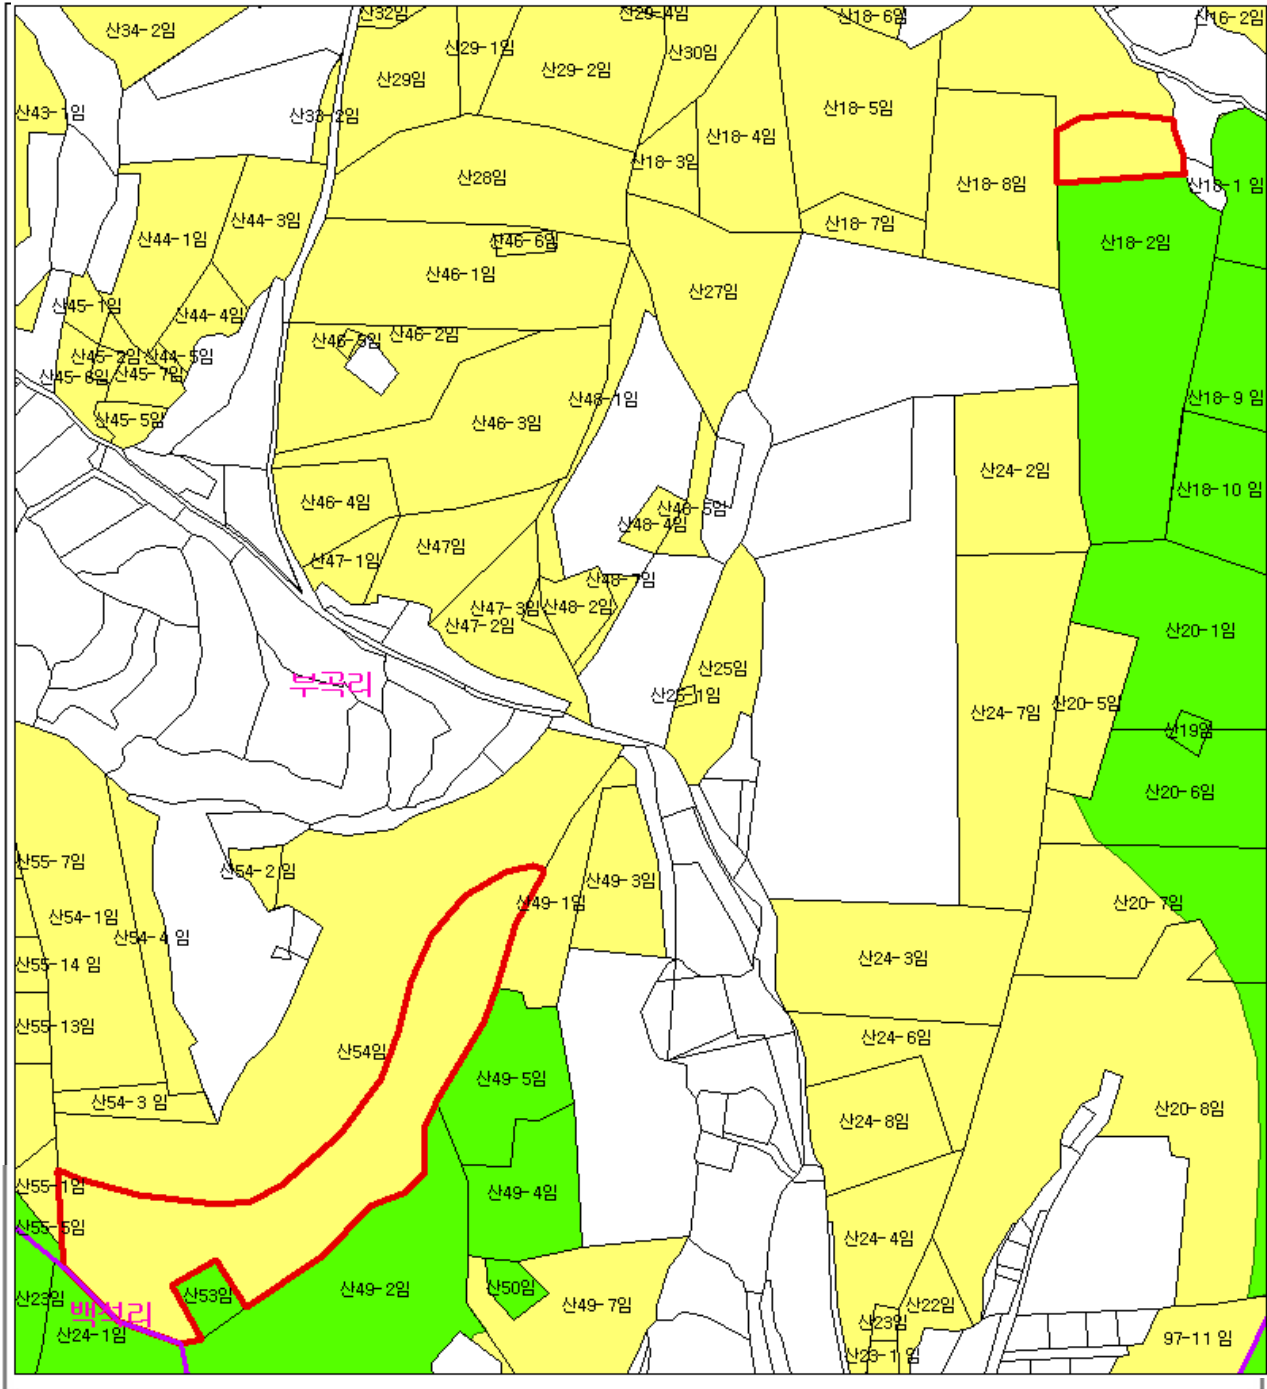 산32임
산29-4임
산18-6임
산16-2임
산34-2임
산29-1임
산30임
산29임
산29-2임
산43-1임
산33-2임
산18-5임
산18-4임
산18-3임
산28임
산18-8임
산18-1 임
산44-3임
산18-7임
산44-1임
산46-6임
산18-2임
산46-1임
산27임
산45-1임
산44-4임
산46-5임
산46-2임
산45-2임
산44-5임
산45-6임
산45-7임
산48-1임
산18-9 임
산45-5임
산46-3임
산24-2임
산18-10 임
산46-4임
산48-5임
산48-4임
산47임
산47-1임
산48-7임
산47-3임
산48-2임
산47-2임
산20-1임
산25임
부곡리
산25-1임
산20-5임
산24-7임
산19임
산20-6임
산55-7임
산54-2 임
산49-3임
산49-1임
산20-7임
산54-1임
산54-4 임
산24-3임
산55-14 임
산55-13임
산24-6임
산54임
산49-5임
산54-3 임
산20-8임
산24-8임
산55-1임
산49-4임
산55-5임
산24-4임
산49-2임
산50임
산53임
산23임
산49-7임
산22임
백석리
산23임
산24-1임
97-11 임
산23-1 임